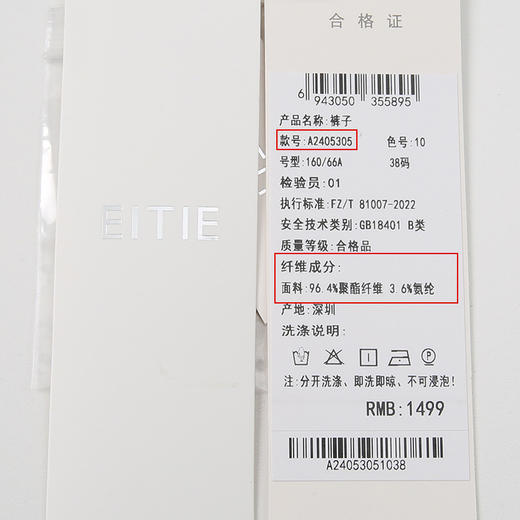 合格证
EITIE
6 943050 355895
产品名称:裤子
款号:A2405305 色号:10
号型:160/66A 38码
检验员:01
执行标准:FZ/T 81007-2022
安全技术类别:GB18401 B类
质量等级:合格品
纤维成分:
面料:96.4%聚酯纤维 3.6%氨纶
产地:深圳
洗涤说明:
注:分开洗涤、即洗即晾、不可浸泡!
RMB:1499
A24053051038